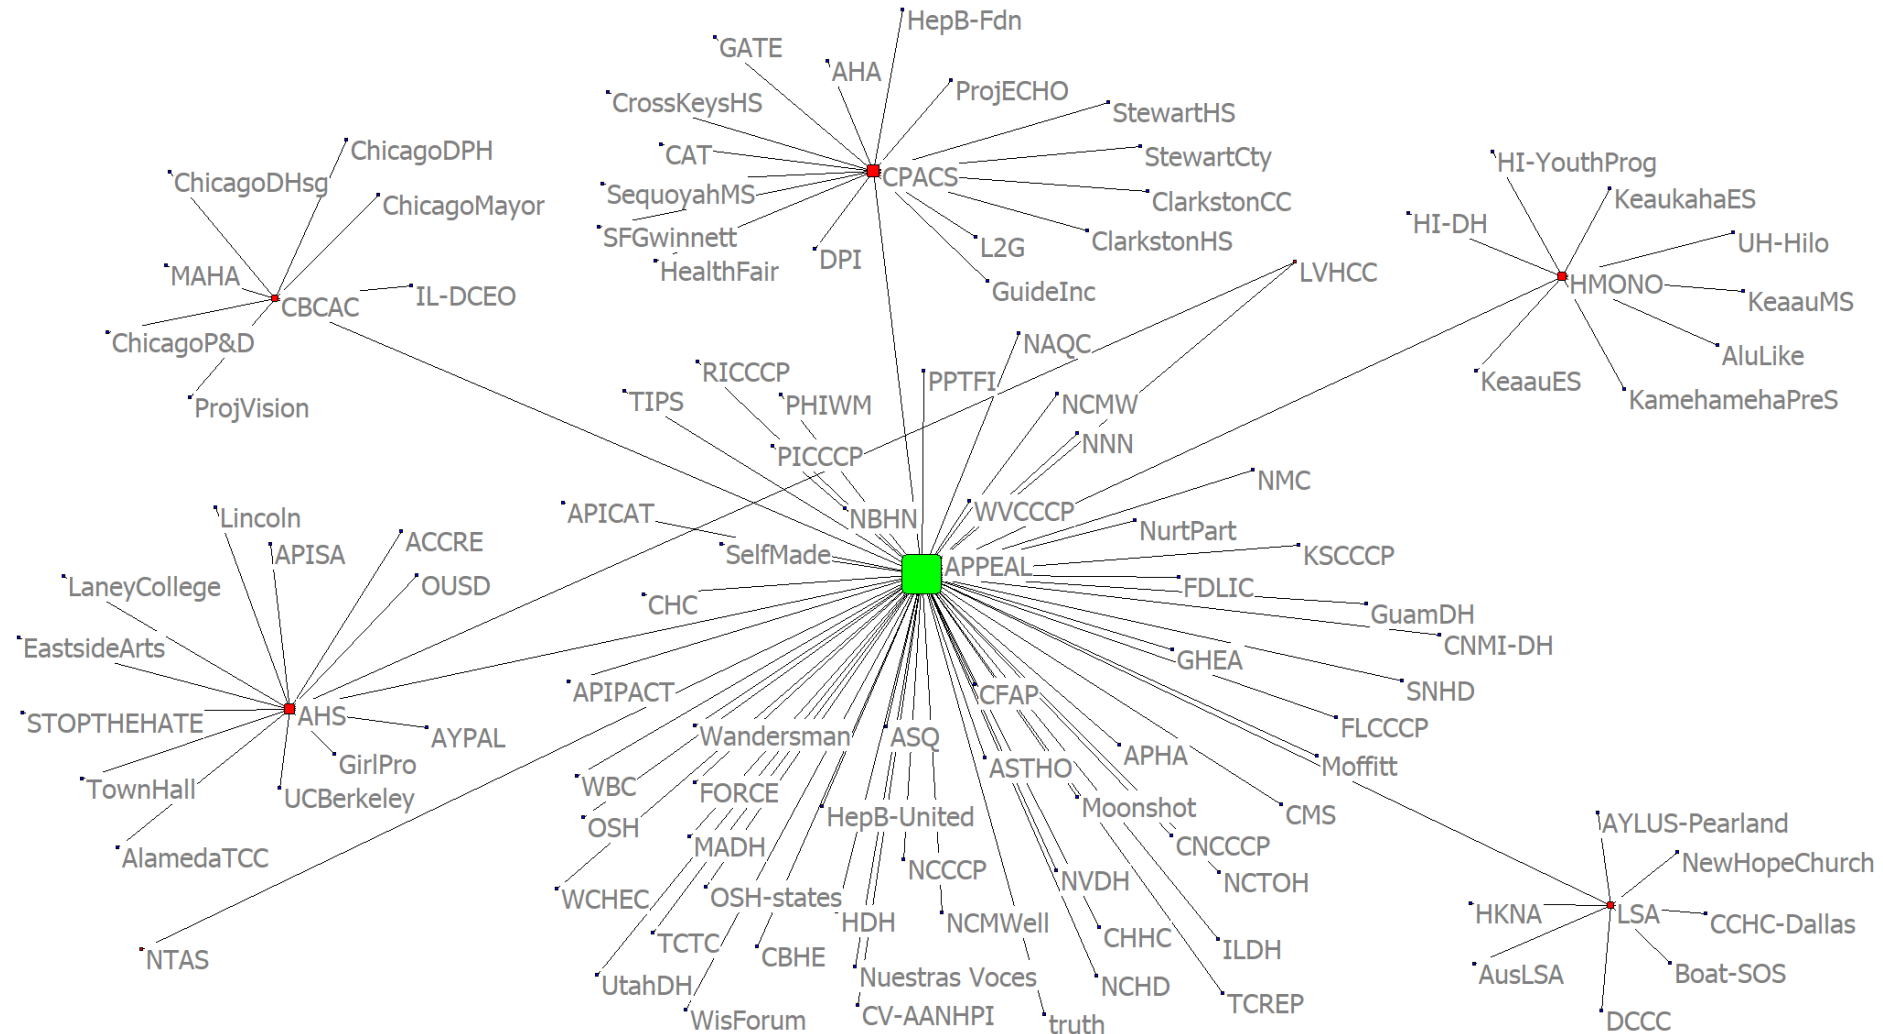 HepB-Fdn
GATE
AHA
ProjECHO
CrossKeysHS
StewartHS
ChicagoDPH
CAT
StewartCty
HI-YouthProg
ChicagoDHsg
CPACS
SequoyahMS
ClarkstonCC
KeaukahaES
ChicagoMayor
HI-DH
SFGwinnett
L2G
ClarkstonHS
UH-Hilo
DPI
HealthFair
LVHCC
MAHA
GuideInc
HMONO
IL-DCEO
CBCAC
KeaauMS
ChicagoP&D
NAQC
AluLike
RICCCP
PPTFI
KeaauES
TIPS
PHIWM
NCMW
KamehamehaPreS
ProjVision
NNN
PICCCP
NMC
APICAT
NBHN
WVCCCP
Lincoln
NurtPart
ACCRE
APISA
SelfMade
APPEAL
KSCCCP
LaneyCollege
OUSD
FDLIC
CHC
GuamDH
EastsideArts
CNMI-DH
GHEA
APIPACT
CFAP
SNHD
STOPTHEHATE
AHS
FLCCCP
AYPAL
Wandersman
ASQ
APHA
GirlPro
ASTHO
Moffitt
TownHall
WBC
FORCE
UCBerkeley
Moonshot
CMS
HepB-United
OSH
AYLUS-Pearland
MADH
CNCCCP
AlamedaTCC
NewHopeChurch
NCCCP
NVDH
NCTOH
WCHEC
OSH-states
HKNA
LSA
HDH
NCMWell
CCHC-Dallas
CHHC
TCTC
ILDH
NTAS
CBHE
AusLSA
Boat-SOS
Nuestras Voces
UtahDH
NCHD
TCREP
WisForum
CV-AANHPI
truth
DCCC